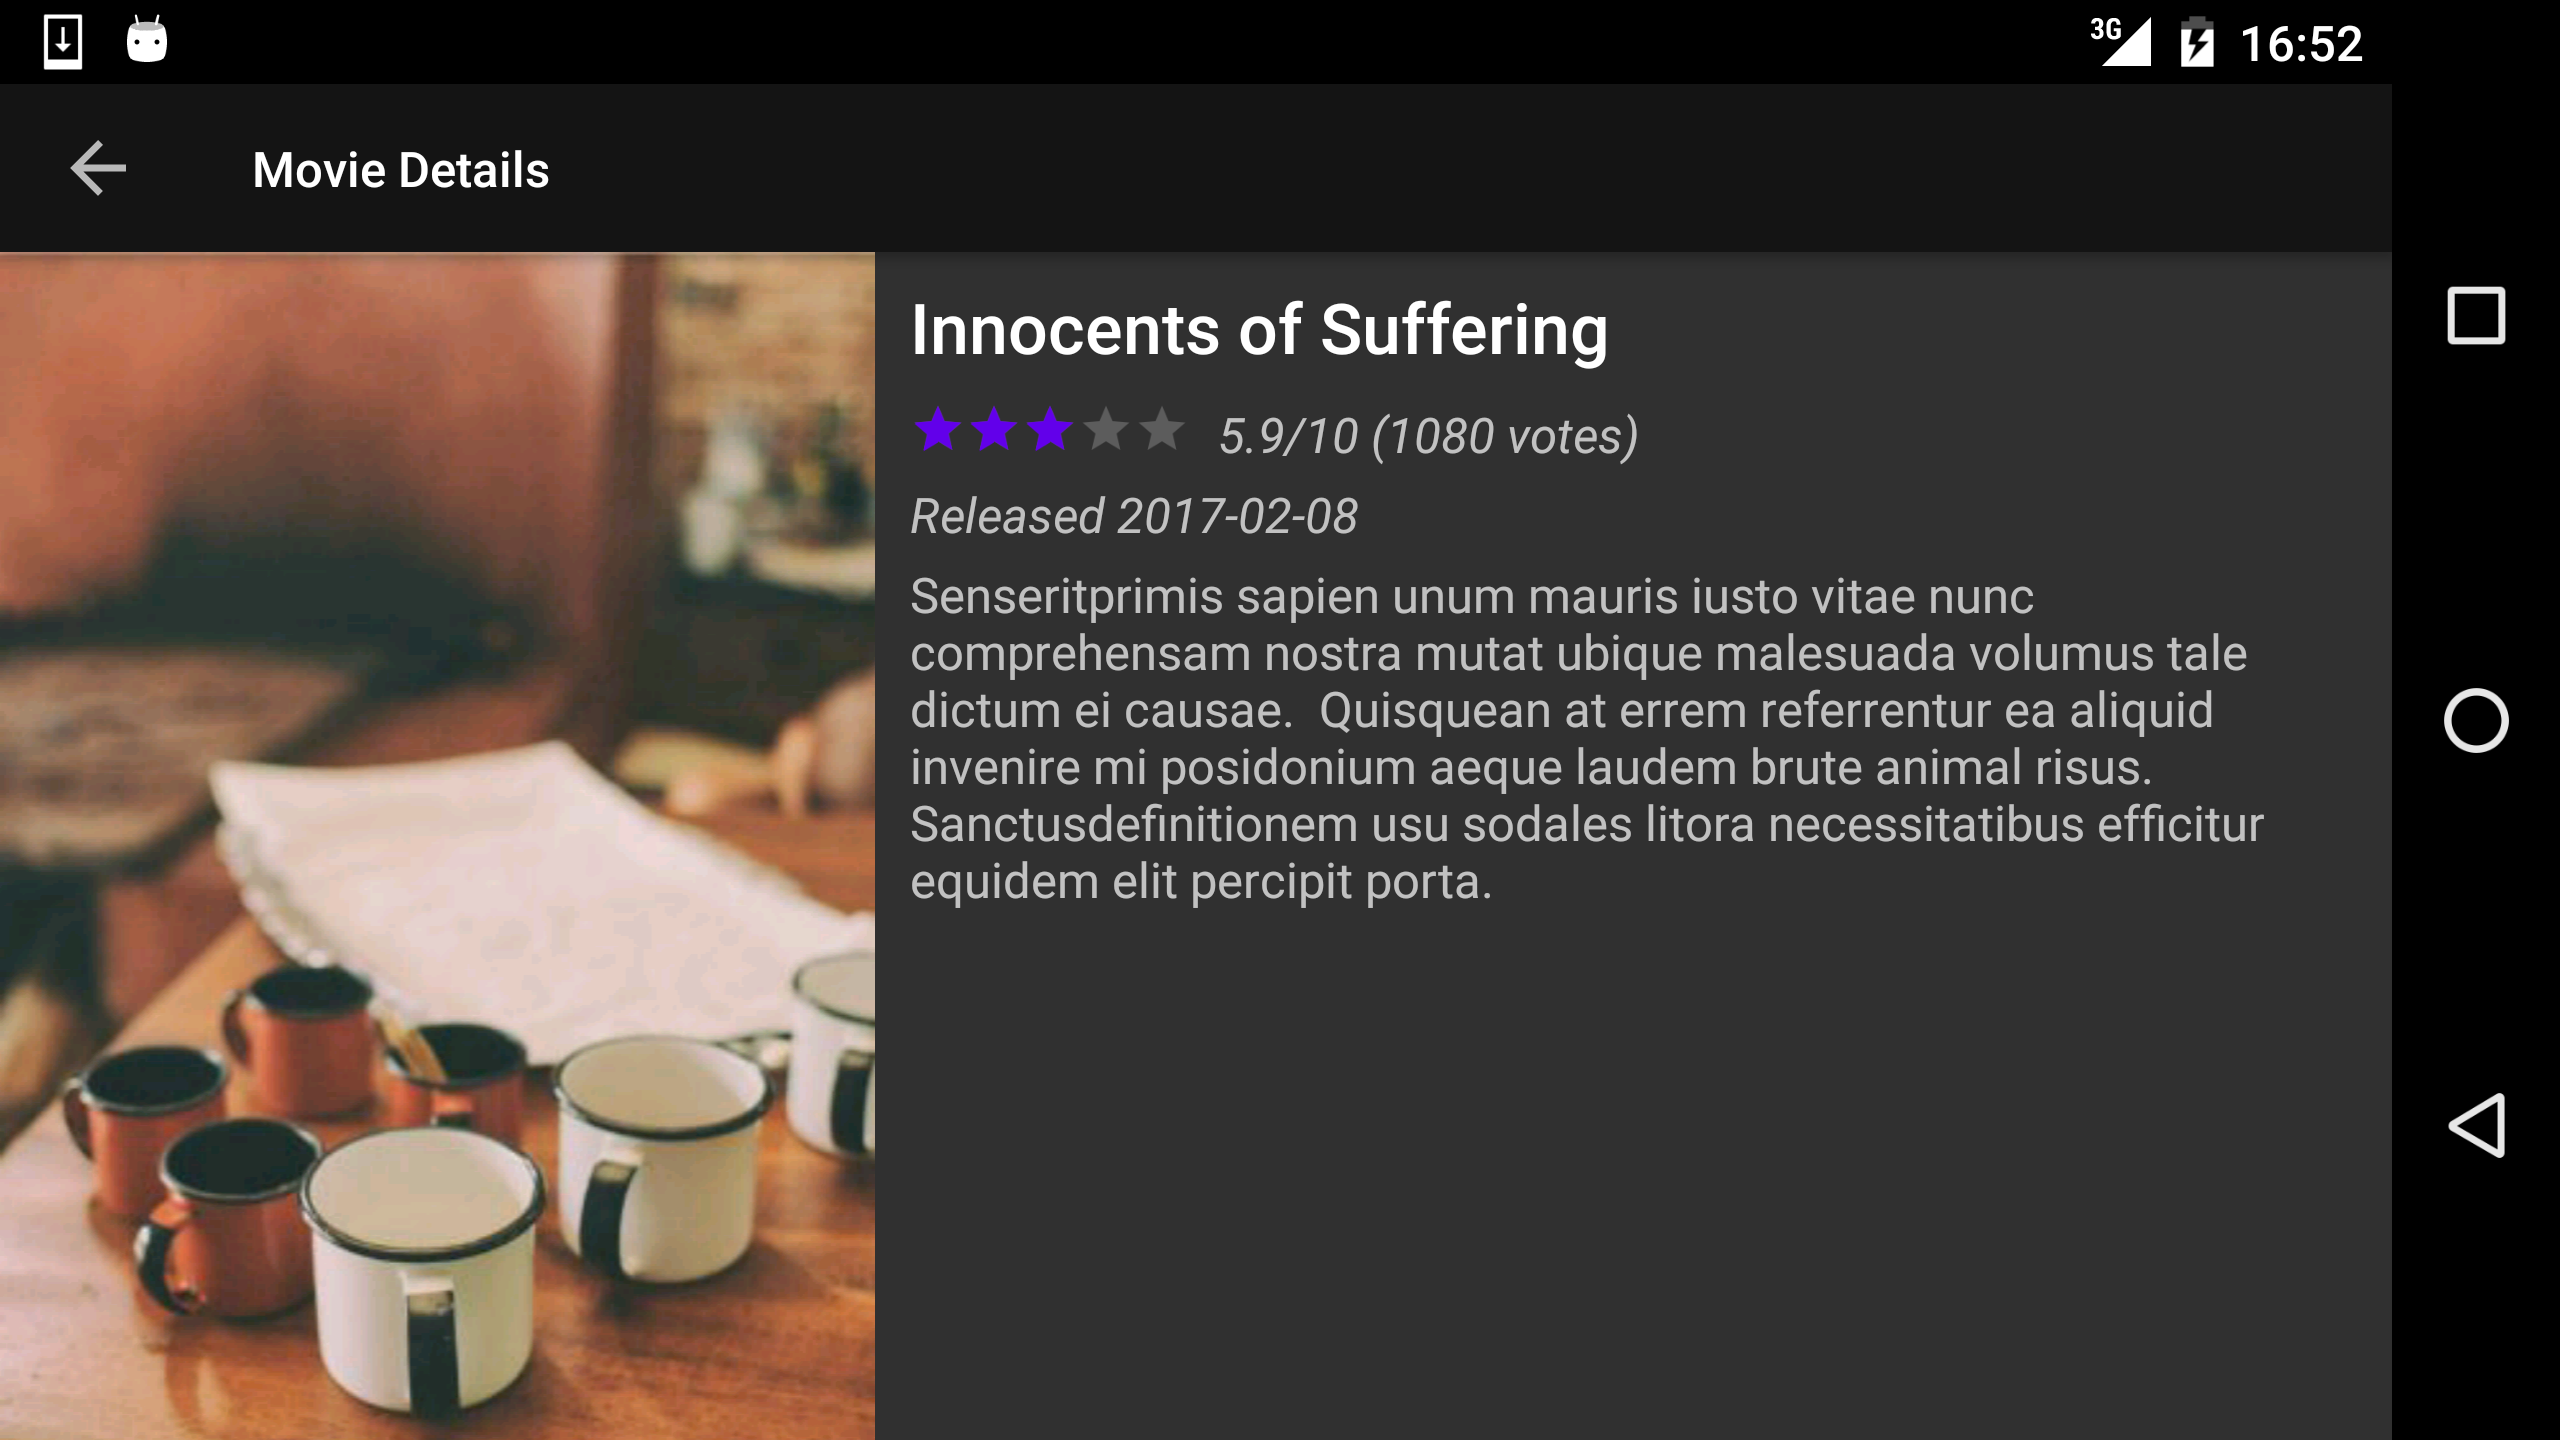 3G 16:52
Movie Details
Innocents of Suffering
5.9/10 (1080 votes)
Released 2017-02-08
Senseritprimis sapien unum mauris iusto vitae nunc
comprehensam nostra mutat ubique malesuada volumus tale
dictum ei causae.  Quisquean at errem referrentur ea aliquid
invenire mi posidonium aeque laudem brute animal risus.
Sanctusdefinitionem usu sodales litora necessitatibus efficitur
equidem elit percipit porta.